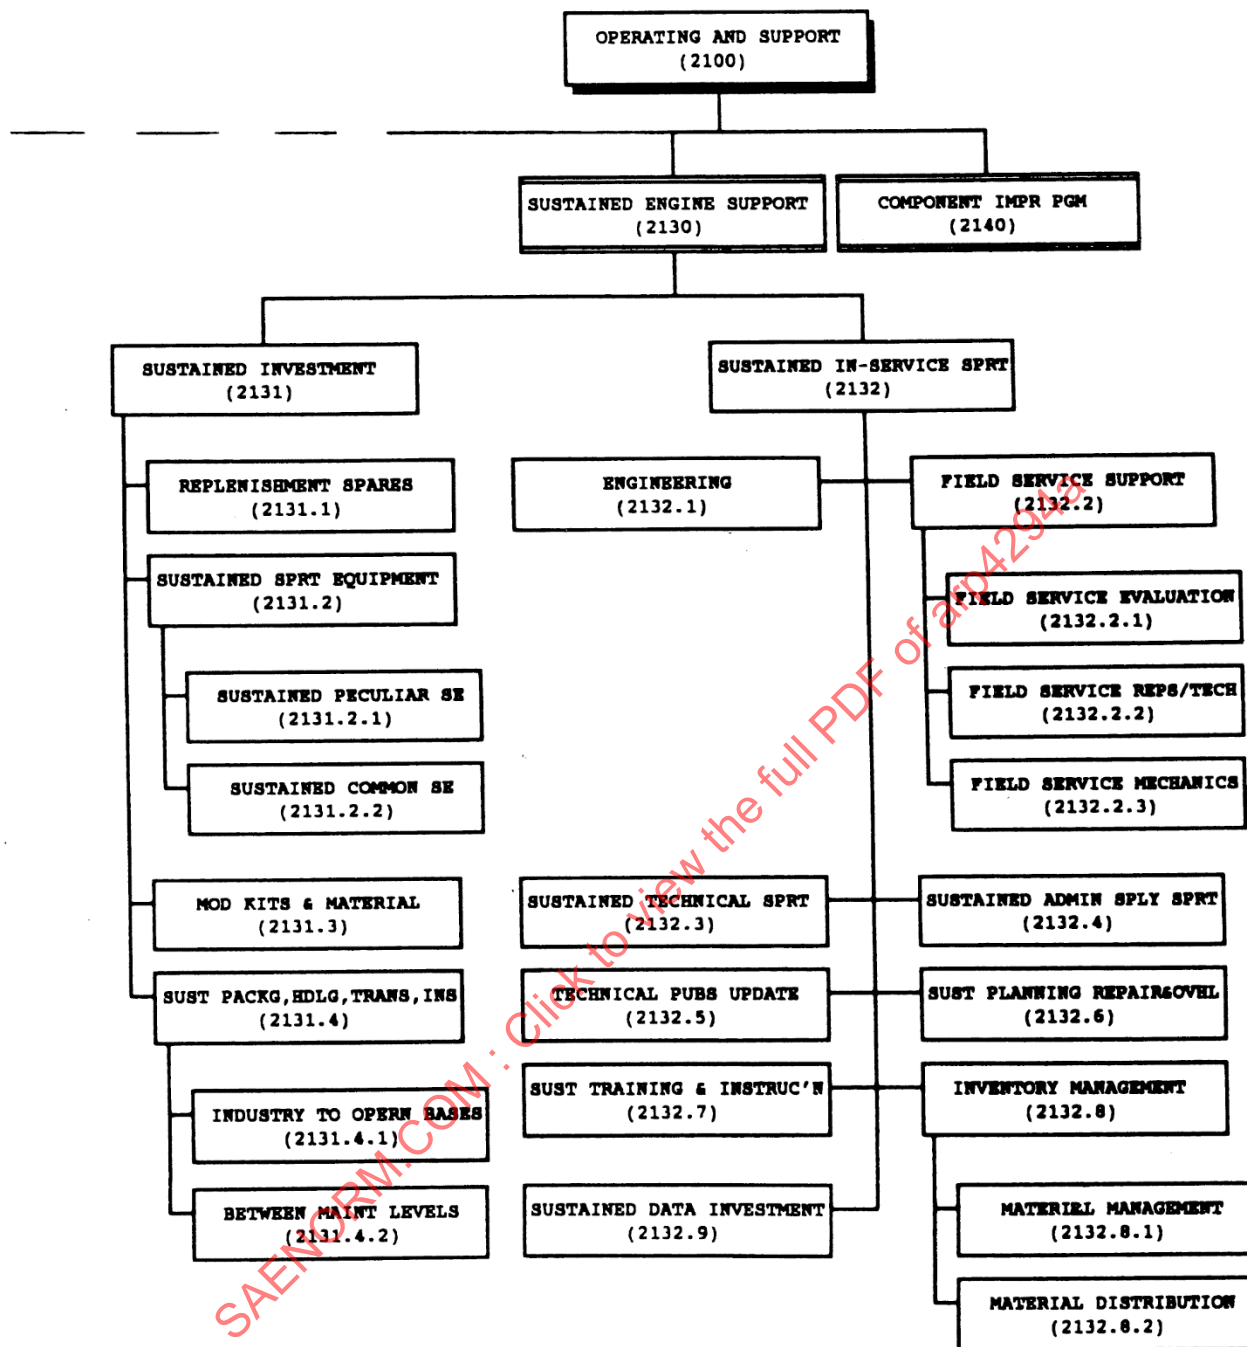 OPERATING AND SUPPORT
(2100)
SUSTAINED ENGINE SUPPORT
(2130)
COMPONENT IMPR PGM
(2140)
SUSTAINED INVESTMENT
(2131)
SUSTAINED IN-SERVICE SPRT
(2132)
REPLENISHMENT SPARES
(2131.1)
ENGINEERING
(2132.1)
FIELD SERVICE SUPPORT
(2132.2)
SUSTAINED SPRT EQUIPMENT
(2131.2)
FIELD SERVICE EVALUATION
(2132.2.1)
SUSTAINED PECULIAR SE
(2131.2.1)
FIELD SERVICE REPS/TECH
(2132.2.2)
SUSTAINED COMMON SE
(2131.2.2)
FIELD SERVICE MECHANICS
(2132.2.3)
MOD KITS & MATERIAL
(2131.3)
SUSTAINED TECHNICAL SPRT
(2132.3)
SUSTAINED ADMIN SPLY SPRT
(2132.4)
SUST PACKG,HDLG,TRANS,INS
(2131.4)
TECHNICAL PUBS UPDATE
(2132.5)
SUST PLANNING REPAIR&OVHL
(2132.6)
INDUSTRY TO OPERN BASES
(2131.4.1)
SUST TRAINING & INSTRUC'N
(2132.7)
INVENTORY MANAGEMENT
(2132.8)
BETWEEN MAINT LEVELS
(2131.4.2)
SUSTAINED DATA INVESTMENT
(2132.9)
MATERIEL MANAGEMENT
(2132.8.1)
MATERIAL DISTRIBUTION
(2132.8.2)
SAENORM.COM : Click to view the full PDF of arp4294a